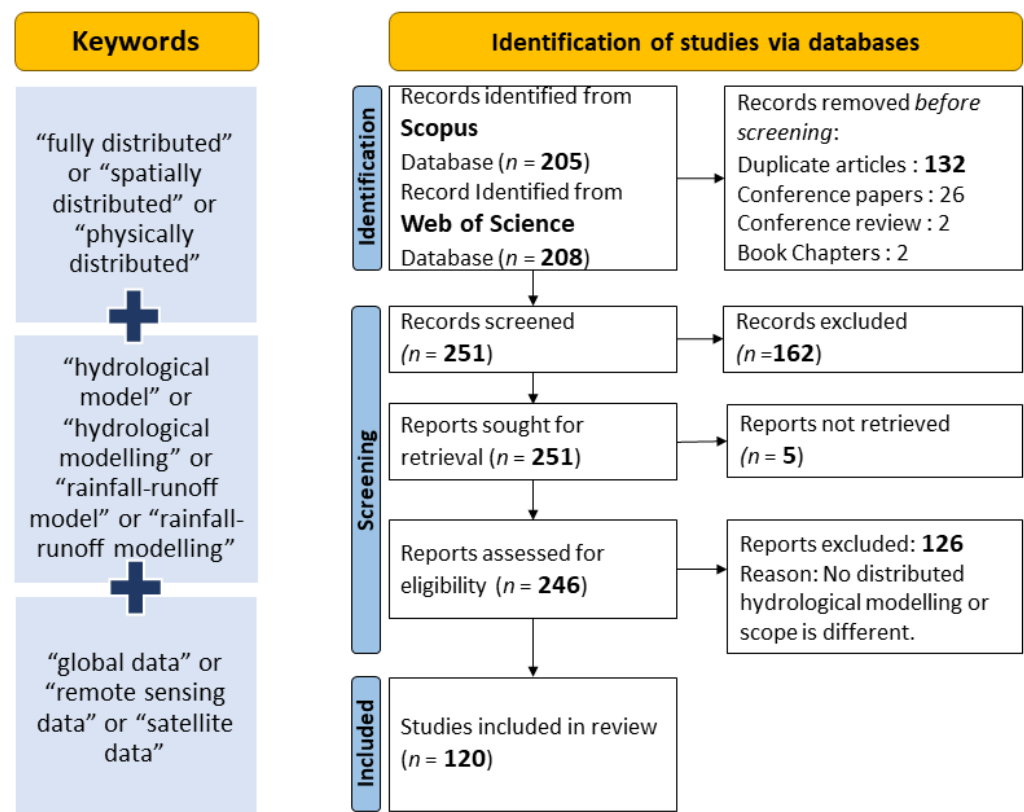 Keywords
“fully distributed”
or “spatially
distributed” or
“physically
distributed”
“hydrological
model” or
“hydrological
modelling” or
“rainfall-runoff
model” or “rainfall-
runoff modelling”
“global data” or
“remote sensing
data” or “satellite
data”
Identification of studies via databases
Identification
Records identified from
Scopus
Database (n = 205)
Record Identified from
Web of Science
Database (n = 208)
Records removed before
screening:
Duplicate articles : 132
Conference papers : 26
Conference review : 2
Book Chapters : 2
Screening
Records screened
(n = 251)
Records excluded
(n =162)
Reports sought for
retrieval (n = 251)
Reports not retrieved
(n = 5)
Reports assessed for
eligibility (n = 246)
Reports excluded: 126
Reason: No distributed
hydrological modelling or
scope is different.
Included
Studies included in review
(n = 120)